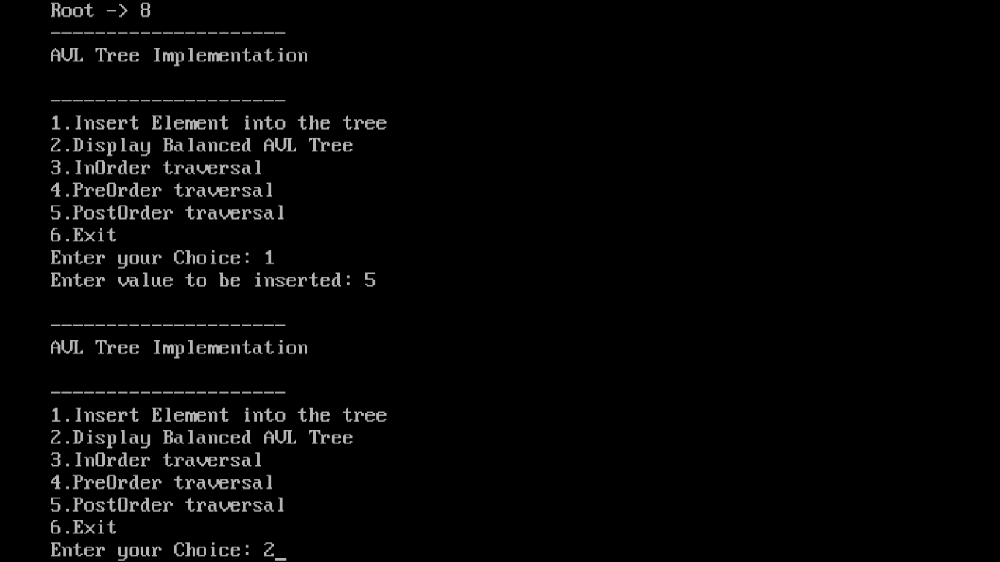 Root -> 8
---------------------
AVL Tree Implementation
---------------------
1.Insert Element into the tree
2.Display Balanced AVL Tree
3.InOrder traversal
4.PreOrder traversal
5.PostOrder traversal
6.Exit
Enter your Choice: 1
Enter value to be inserted: 5
---------------------
AVL Tree Implementation
---------------------
1.Insert Element into the tree
2.Display Balanced AVL Tree
3.InOrder traversal
4.PreOrder traversal
5.PostOrder traversal
6.Exit
Enter your Choice: 2_